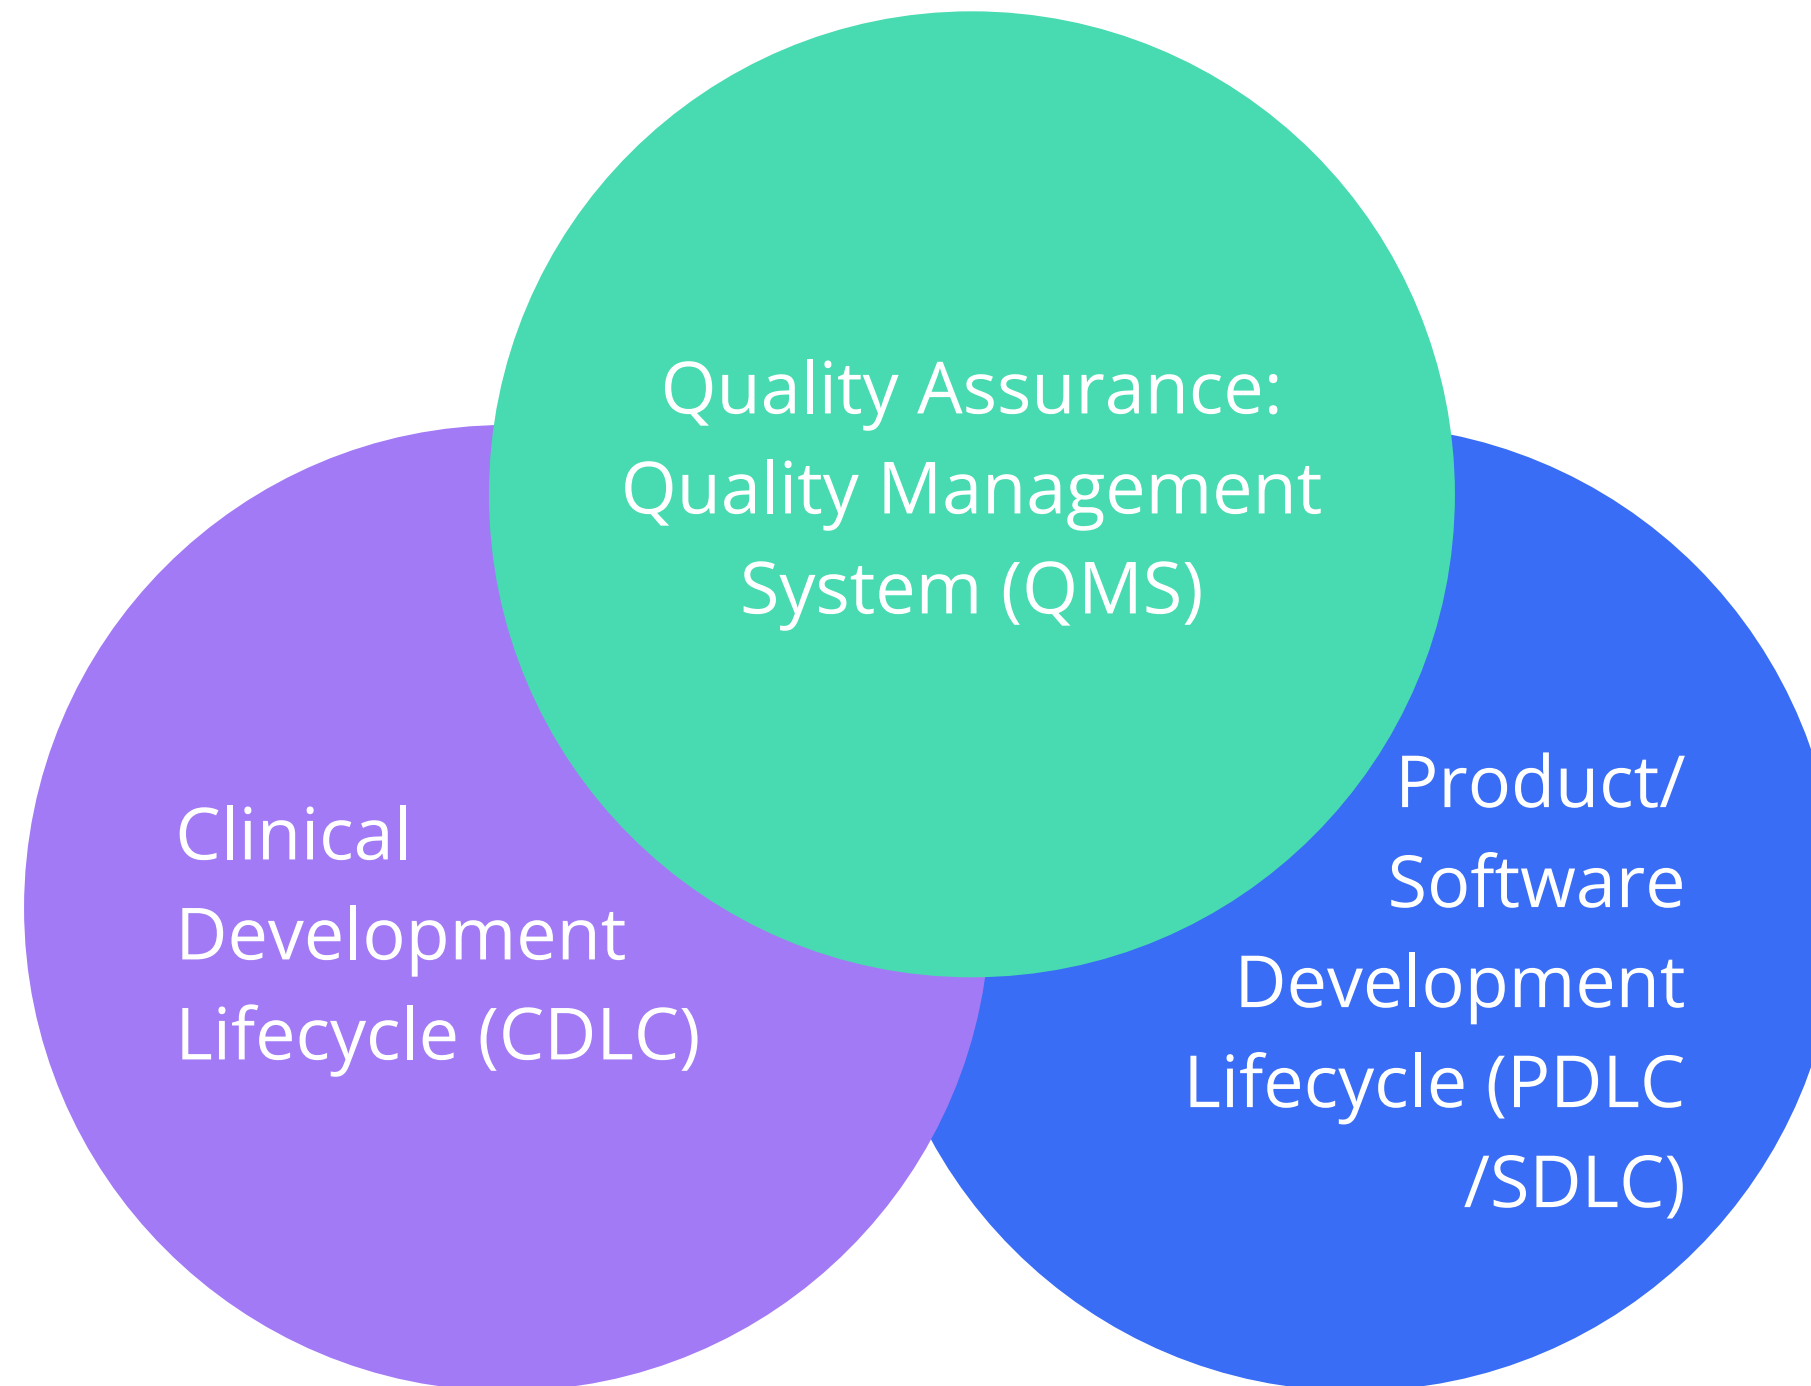 Quality Assurance:
Quality Management
System (QMS)
Clinical
Development
Lifecycle (CDLC)
Product/
Software
Development
Lifecycle (PDLC
/SDLC)